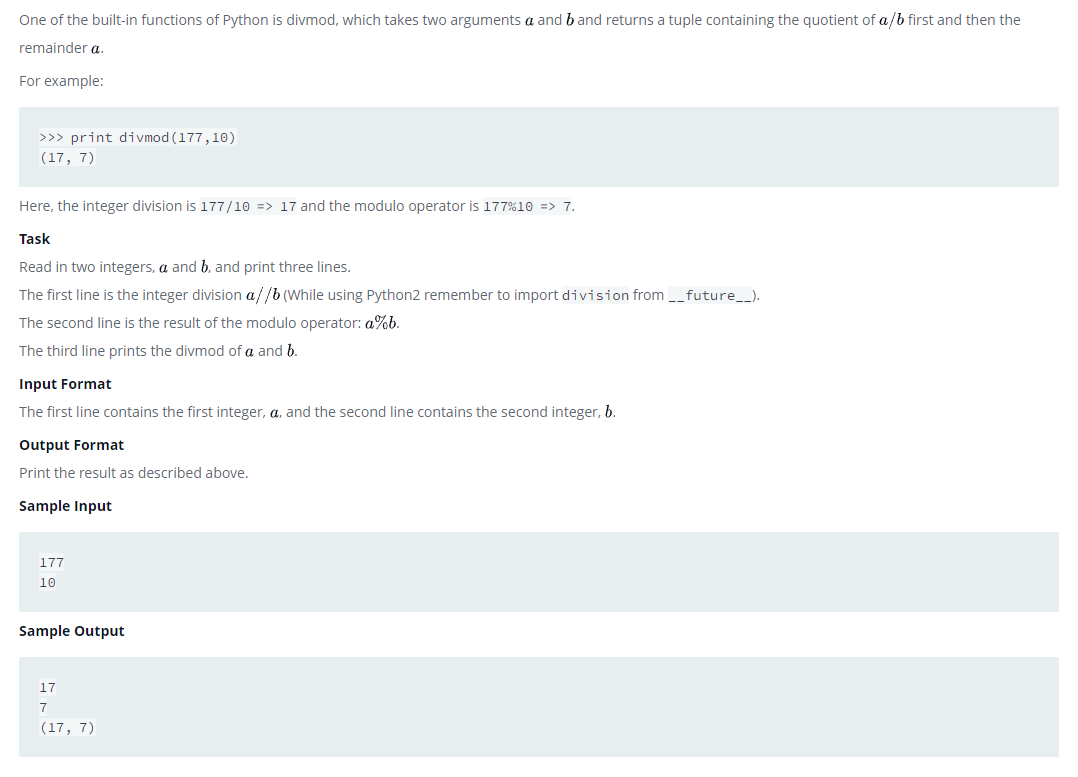 One of the built-in functions of Python is divmod, which takes two arguments a and b and returns a tuple containing the quotient of a/b first and then the
remainder a.
For example:
>>> print divmod(177,10)
(17, 7)
Here, the integer division is 177/10 => 17 and the modulo operator is 177%10 => 7.
Task
Read in two integers, a and b, and print three lines.
The first line is the integer division a//b (While using Python2 remember to import division from __future__).
The second line is the result of the modulo operator: a%b.
The third line prints the divmod of a and b.
Input Format
The first line contains the first integer, a, and the second line contains the second integer, b.
Output Format
Print the result as described above.
Sample Input
177
10
Sample Output
17
7
(17, 7)